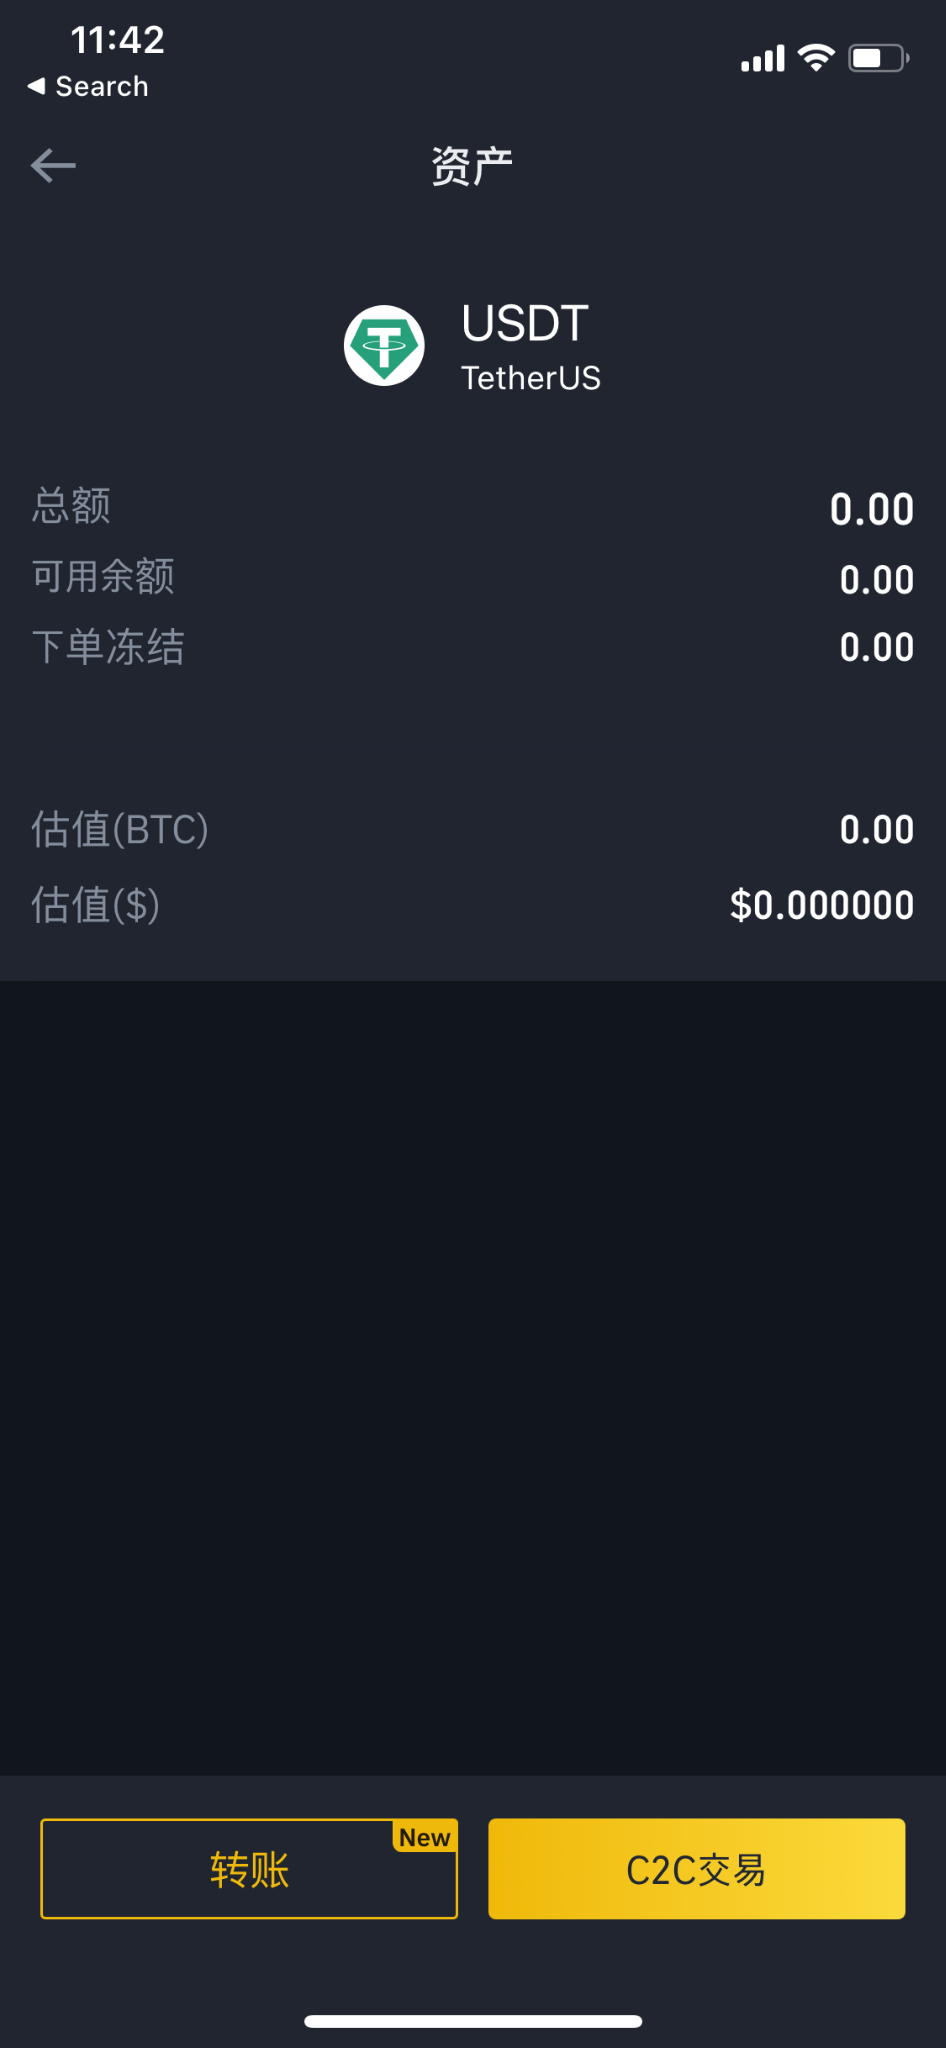 11:42
Search
资产
USDT
TetherUS
总额 0.00
可用余额 0.00
下单冻结 0.00
估值(BTC) 0.00
估值($) $0.000000
转账 New
C2C交易